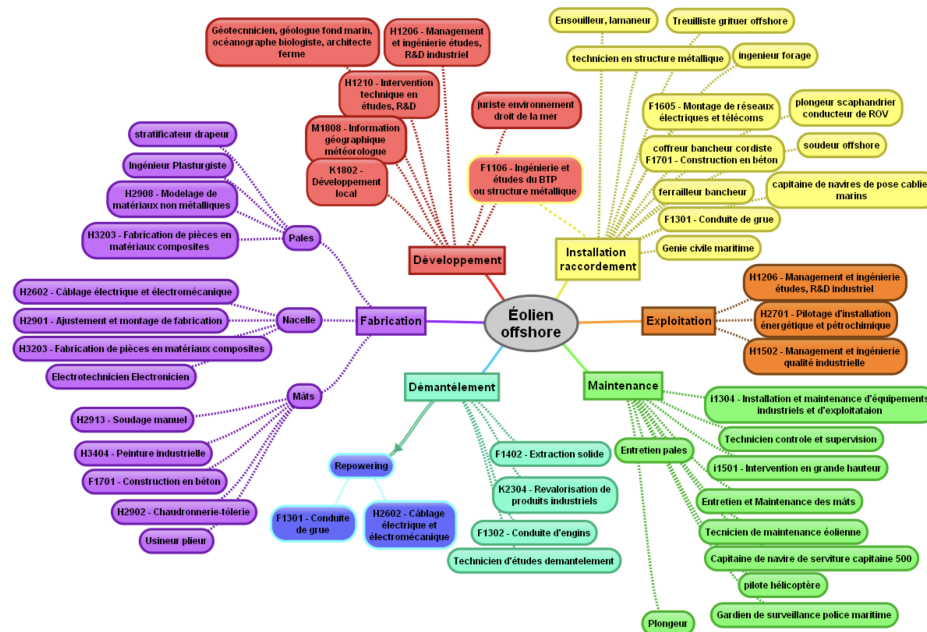 Éolien
offshore
Développement
Géotecnnicien, géologue fond marin,
océanographe biologiste, architecte
ferme
H1206 - Management
et ingénierie études,
R&D industriel
H1210 - Intervention
technique en
études, R&D
M1808 - Information
géographique
météorologue
K1802 -
Développement
local
juriste environnement
droit de la mer
F1106 - Ingénierie et
études du BTP
ou structure métallique
Installation
raccordement
Ensouilleur, lamaneur
Treuilliste grituer offshore
technicien en structure métallique
ingenieur forage
F1605 - Montage de réseaux
électriques et télécoms
plongeur scaphandrier
conducteur de ROV
coffreur bancheur cordiste
F1701 - Construction en béton
soudeur offshore
ferrailleur bancheur
capitaine de navires de pose cablier
marins
F1301 - Conduite de grue
Genie civile maritime
Exploitation
H1206 - Management et ingénierie
études, R&D industriel
H2701 - Pilotage d'installation
énergétique et pétrochimique
H1502 - Management et ingénierie
qualité industrielle
Maintenance
i1304 - Installation et maintenance d'équipements
industriels et d'exploitataion
Technicien controle et supervision
Entretien pales
i1501 - Intervention en grande hauteur
Entretien et Maintenance des mâts
Tecnicien de maintenance éolienne
Capitaine de navire de serviture capitaine 500
pilote hélicoptère
Gardien de surveillance police maritime
Plongeur
Démantélement
Repowering
F1301 - Conduite
de grue
H2602 - Câblage
électrique et
électromécanique
F1402 - Extraction solide
K2304 - Revalorisation de
produits industriels
F1302 - Conduite d'engins
Technicien d'études demantelement
Fabrication
Pales
stratificateur drapeur
Ingénieur Plasturgiste
H2908 - Modelage de
matériaux non métalliques
H3203 - Fabrication de pièces en
matériaux composites
Nacelle
H2602 - Câblage électrique et électromécanique
H2901 - Ajustement et montage de fabrication
H3203 - Fabrication de pièces en matériaux composites
Electrotechnicien Electronicien
Mâts
H2913 - Soudage manuel
H3404 - Peinture industrielle
F1701 - Construction en béton
H2902 - Chaudronnerie-tôlerie
Usineur plieur